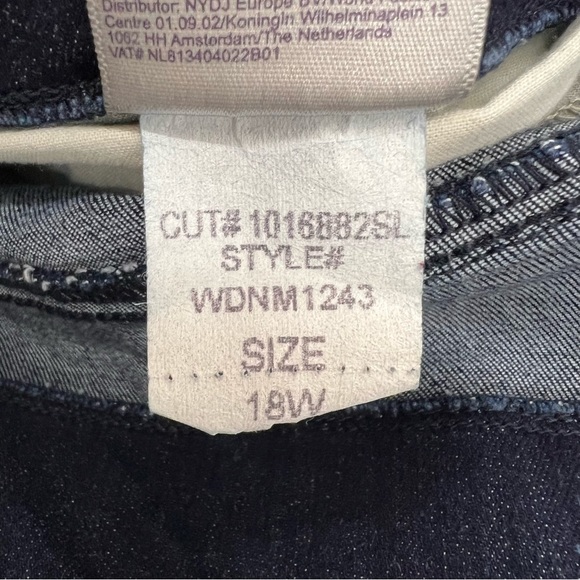 Distributor: NYDJ Europe BV/World
Centre 01.09.02/Koningin Wilhelminaplein 13
1062 HH Amsterdam/The Netherlands
VAT# NL813404022B01
CUT# 1016882SL
STYLE#
WDNM1243
SIZE
18W